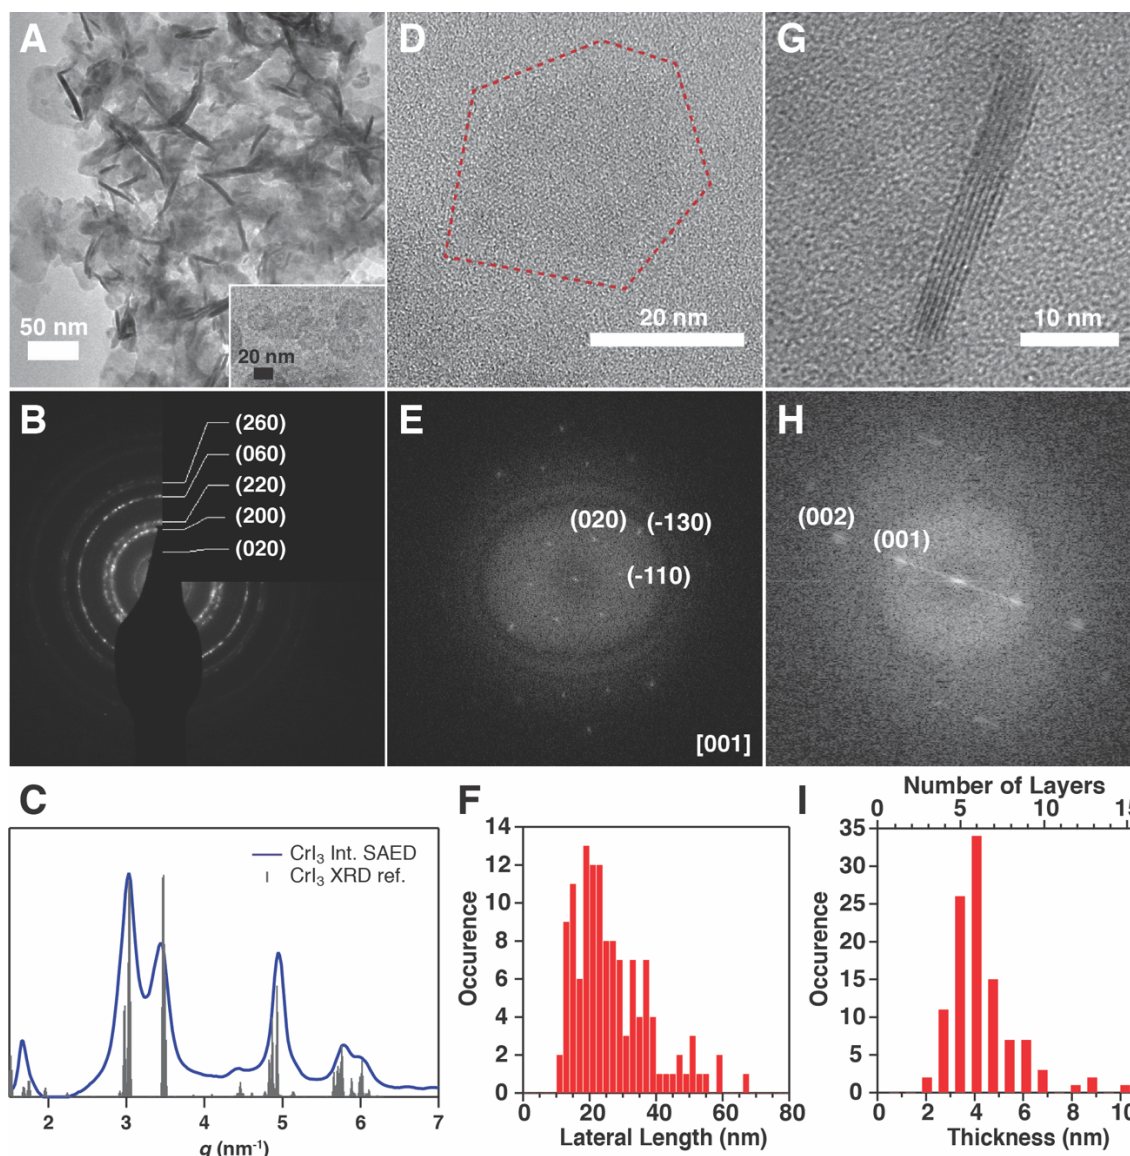 A
50 nm
20 nm
D
20 nm
G
10 nm
B
(260)
(060)
(220)
(200)
(020)
E
(020)
(-130)
(-110)
[001]
H
(002)
(001)
C
CrI₃ Int. SAED
CrI₃ XRD ref.
2 3 4 5 6 7
g (nm⁻¹)
F
14
12
10
8
6
4
2
0
Occurence
0 20 40 60 80
Lateral Length (nm)
I
Number of Layers
0 5 10 15
35
30
25
20
15
10
5
0
Occurence
0 2 4 6 8 10
Thickness (nm)